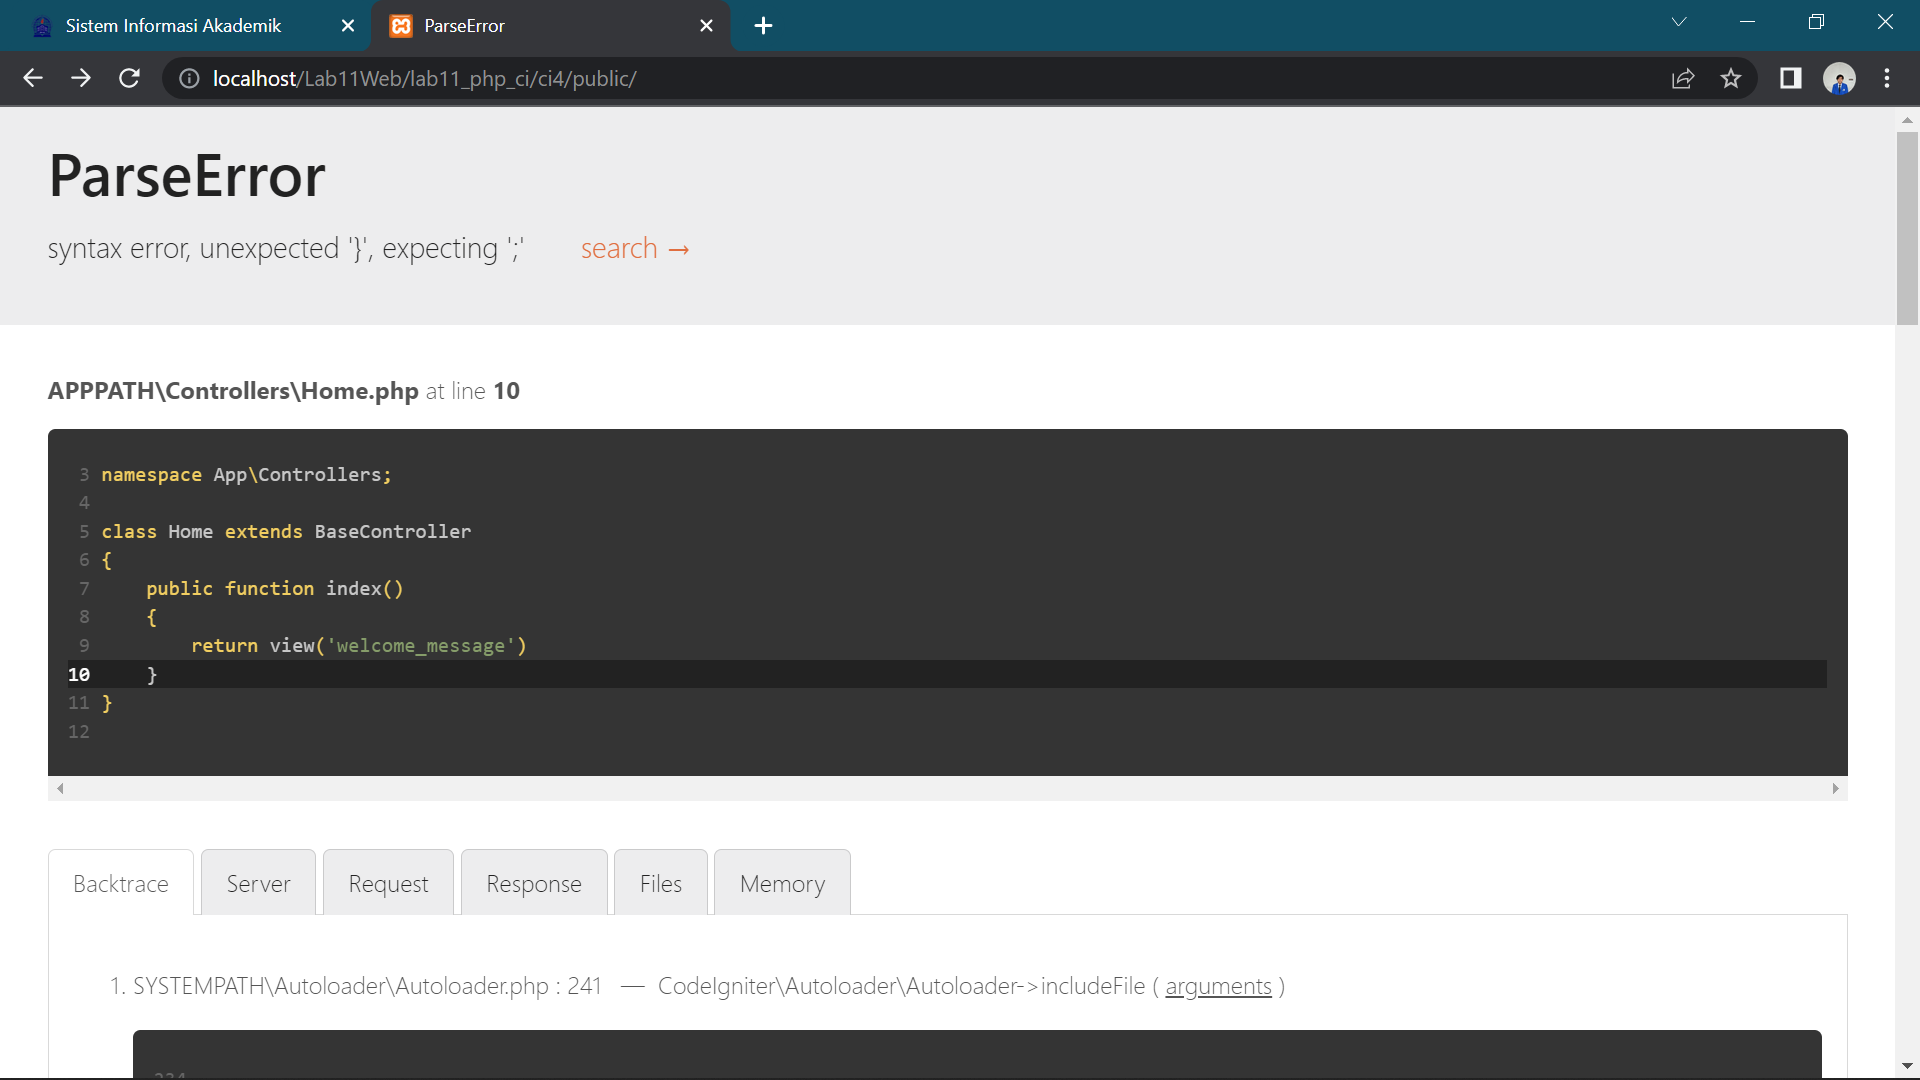 Sistem Informasi Akademik
ParseError
localhost/Lab11Web/lab11_php_ci/ci4/public/
ParseError
syntax error, unexpected '}', expecting ';' search →
APPPATH\Controllers\Home.php at line 10
3 namespace App\Controllers;
4
5 class Home extends BaseController
6 {
7 public function index()
8 {
9 return view('welcome_message')
10 }
11 }
12
Backtrace
Server
Request
Response
Files
Memory
1. SYSTEMPATH\Autoloader\Autoloader.php : 241 — CodeIgniter\Autoloader\Autoloader->includeFile ( arguments )